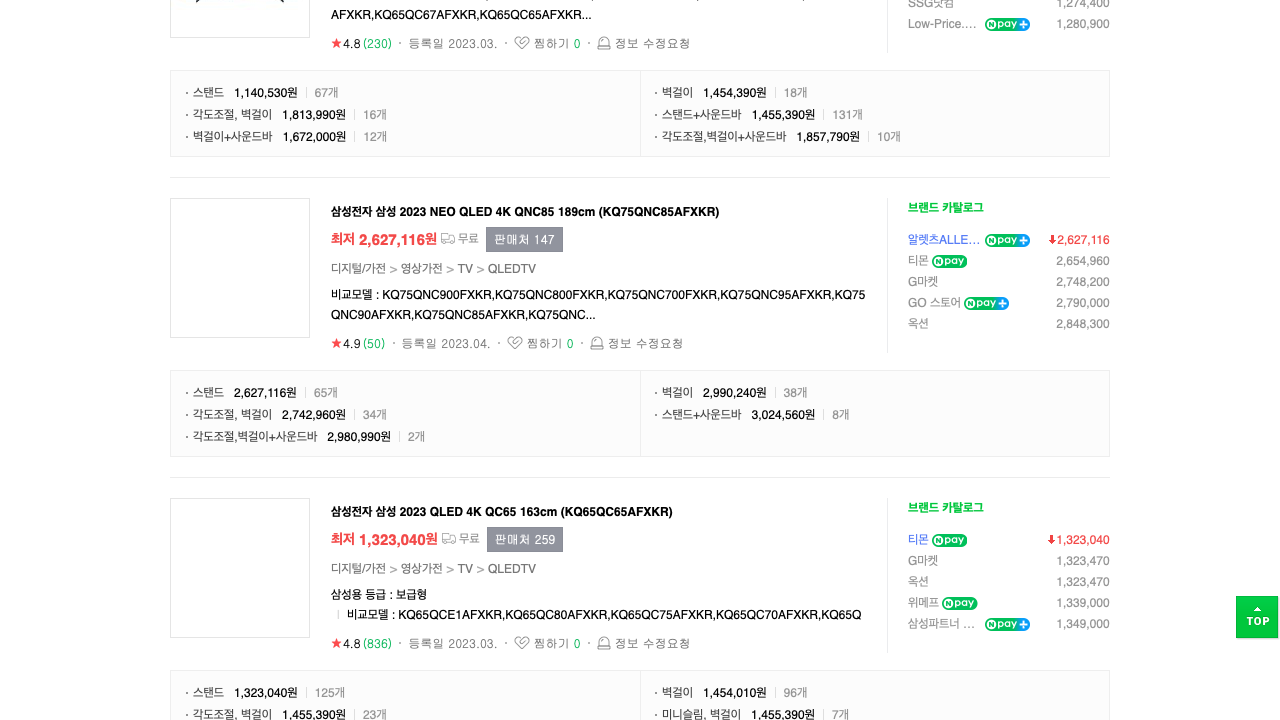 SSG닷컴 1,274,400
AFXKR,KQ65QC67AFXKR,KQ65QC65AFXKR...
Low-Price.... N pay+ 1,280,900
★4.8 (230) · 등록일 2023.03. · 찜하기 0 · 정보 수정요청
· 스탠드 1,140,530원 67개
· 벽걸이 1,454,390원 18개
· 각도조절, 벽걸이 1,813,990원 16개
· 스탠드+사운드바 1,455,390원 131개
· 벽걸이+사운드바 1,672,000원 12개
· 각도조절,벽걸이+사운드바 1,857,790원 10개
삼성전자 삼성 2023 NEO QLED 4K QNC85 189cm (KQ75QNC85AFXKR)
최저 2,627,116원 무료 판매처 147
디지털/가전 > 영상가전 > TV > QLEDTV
비교모델 : KQ75QNC900FXKR,KQ75QNC800FXKR,KQ75QNC700FXKR,KQ75QNC95AFXKR,KQ75
QNC90AFXKR,KQ75QNC85AFXKR,KQ75QNC...
★4.9 (50) · 등록일 2023.04. · 찜하기 0 · 정보 수정요청
브랜드 카탈로그
알렛츠ALLE... N pay+ 2,627,116
티몬 N pay 2,654,960
G마켓 2,748,200
GO 스토어 N pay+ 2,790,000
옥션 2,848,300
· 스탠드 2,627,116원 65개
· 벽걸이 2,990,240원 38개
· 각도조절, 벽걸이 2,742,960원 34개
· 스탠드+사운드바 3,024,560원 8개
· 각도조절,벽걸이+사운드바 2,980,990원 2개
삼성전자 삼성 2023 QLED 4K QC65 163cm (KQ65QC65AFXKR)
최저 1,323,040원 무료 판매처 259
디지털/가전 > 영상가전 > TV > QLEDTV
삼성용 등급 : 보급형
비교모델 : KQ65QCE1AFXKR,KQ65QC80AFXKR,KQ65QC75AFXKR,KQ65QC70AFXKR,KQ65Q
★4.8 (836) · 등록일 2023.03. · 찜하기 0 · 정보 수정요청
브랜드 카탈로그
티몬 N pay 1,323,040
G마켓 1,323,470
옥션 1,323,470
위메프 N pay 1,339,000
삼성파트너 ... N pay+ 1,349,000
TOP
· 스탠드 1,323,040원 125개
· 벽걸이 1,454,010원 96개
· 각도조절, 벽걸이 1,455,390원 23개
· 미니슬림, 벽걸이 1,455,390원 7개